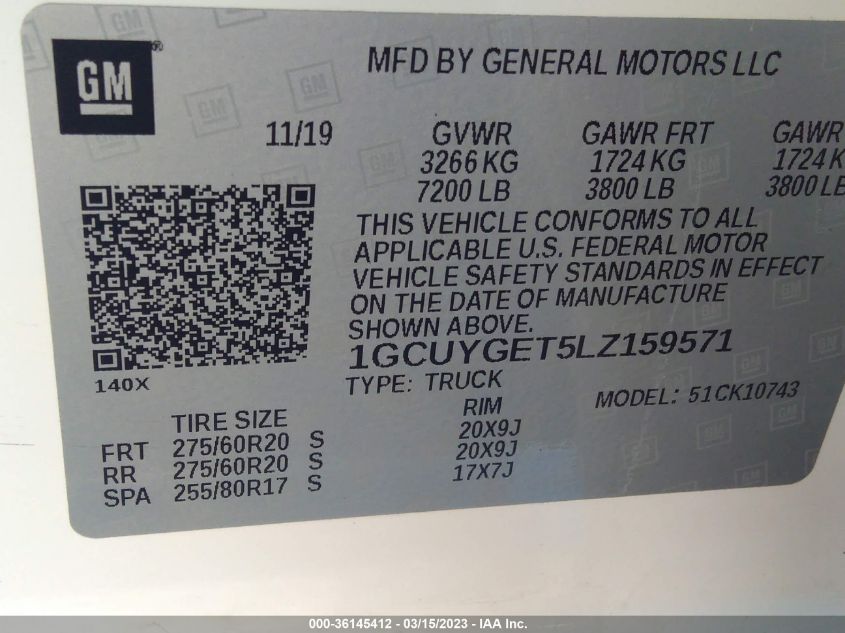 GM®
MFD BY GENERAL MOTORS LLC
11/19 GVWR GAWR FRT GAWR
3266 KG 1724 KG 1724 K
7200 LB 3800 LB 3800 LB
THIS VEHICLE CONFORMS TO ALL
APPLICABLE U.S. FEDERAL MOTOR
VEHICLE SAFETY STANDARDS IN EFFECT
ON THE DATE OF MANUFACTURE
SHOWN ABOVE.
1GCUYGET5LZ159571
140X
TYPE: TRUCK MODEL: 51CK10743
TIRE SIZE RIM
FRT 275/60R20 S 20X9J
RR 275/60R20 S 20X9J
SPA 255/80R17 S 17X7J
000-36145412 - 03/15/2023 - IAA Inc.